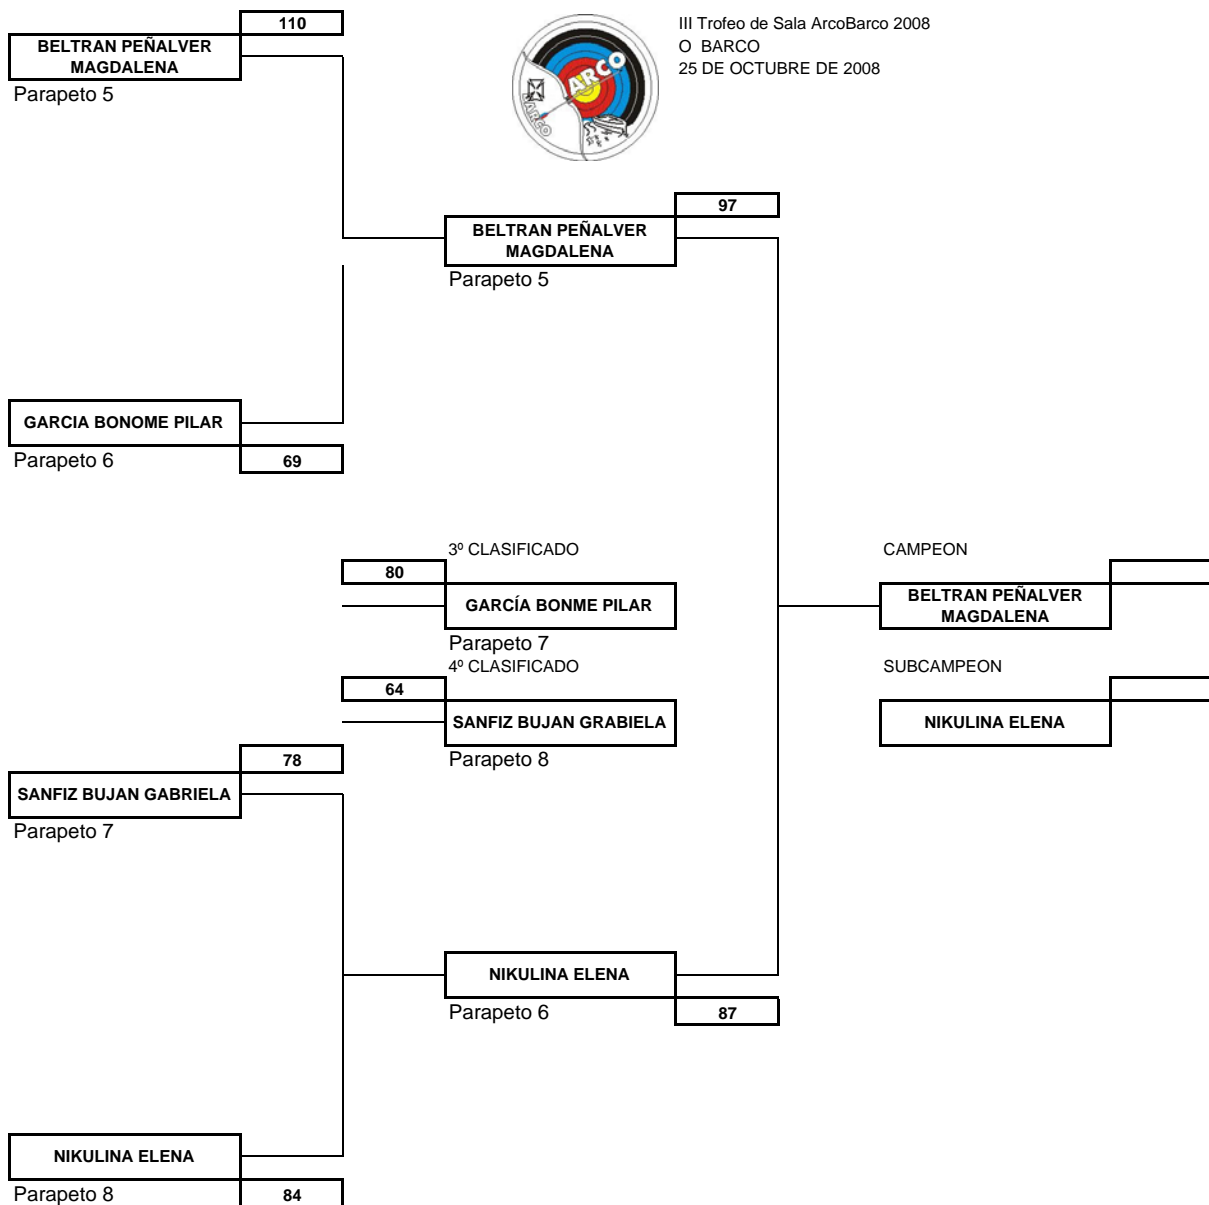 110
BELTRAN PEÑALVER
MAGDALENA
Parapeto 5
ARCO
BARCO
III Trofeo de Sala ArcoBarco 2008
O BARCO
25 DE OCTUBRE DE 2008
97
BELTRAN PEÑALVER
MAGDALENA
Parapeto 5
GARCIA BONOME PILAR
Parapeto 6
69
3º CLASIFICADO
80
GARCÍA BONME PILAR
Parapeto 7
4º CLASIFICADO
64
SANFIZ BUJAN GRABIELA
Parapeto 8
CAMPEON
BELTRAN PEÑALVER
MAGDALENA
SUBCAMPEON
NIKULINA ELENA
78
SANFIZ BUJAN GABRIELA
Parapeto 7
NIKULINA ELENA
Parapeto 6
87
NIKULINA ELENA
Parapeto 8
84